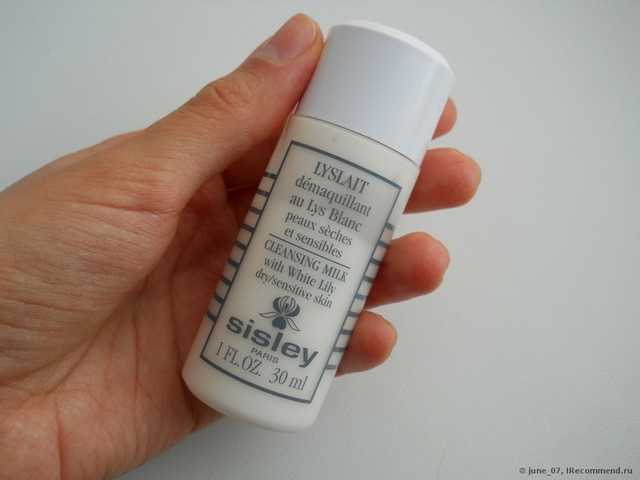 LYSLAIT
démaquillant
au Lys Blanc
peaux sèches
et sensibles
CLEANSING MILK
with White Lily
dry/sensitive skin
sisley
PARIS
1 FL.OZ. 30 ml
© june_07, IRecommend.ru